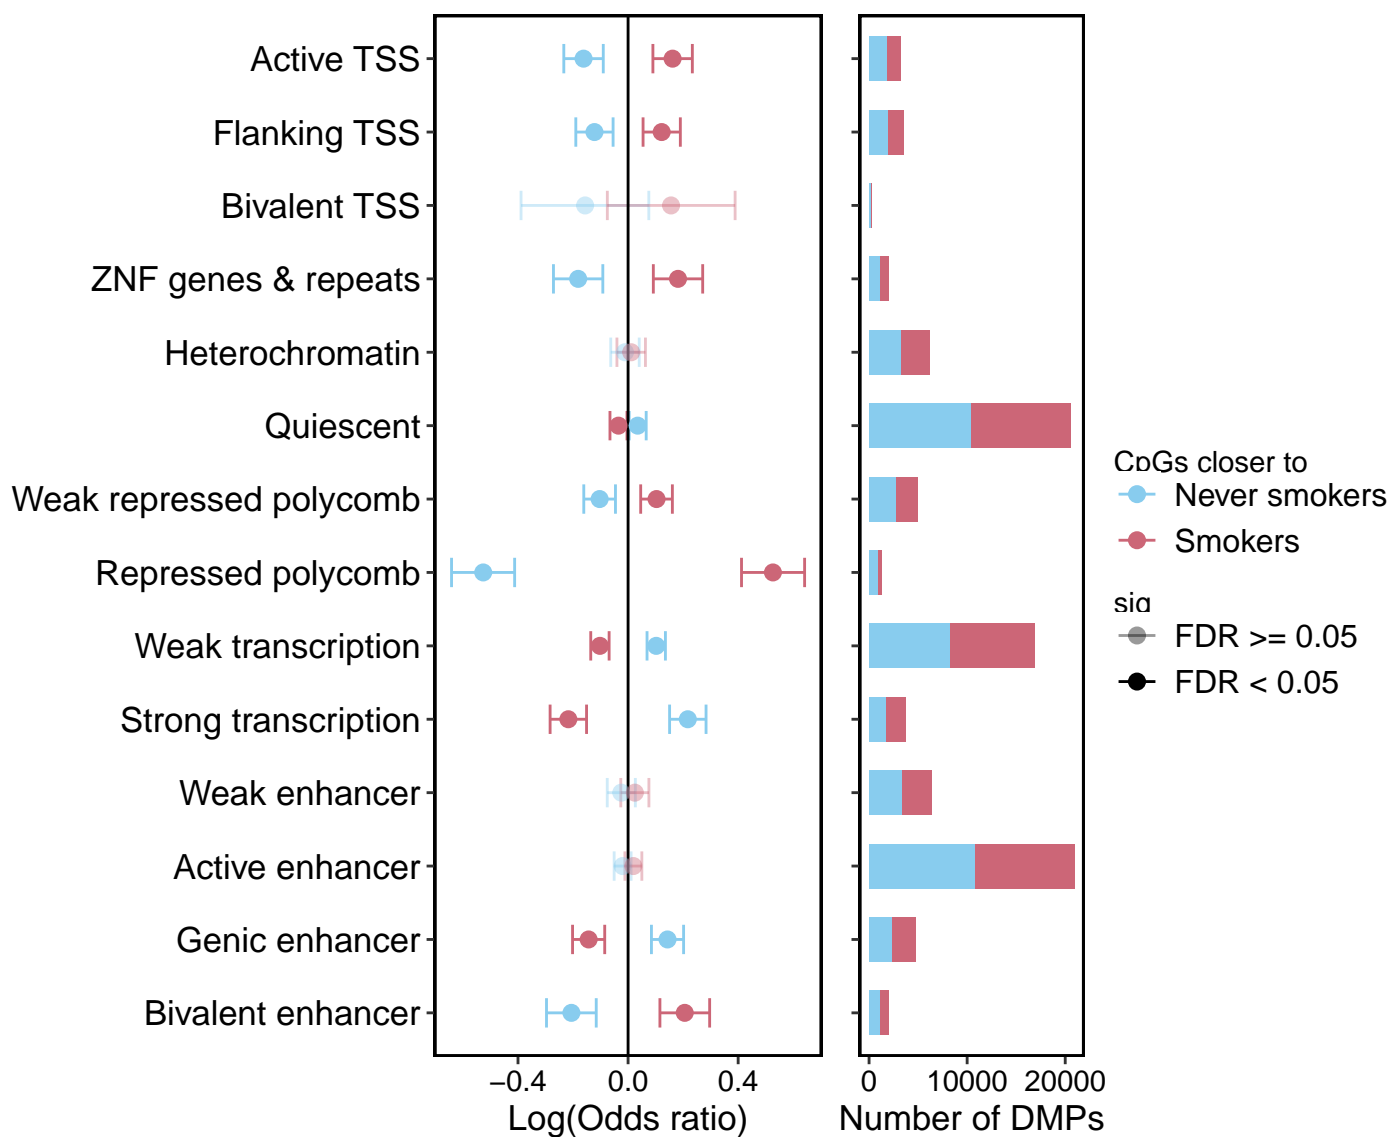 Active TSS
Flanking TSS
Bivalent TSS
ZNF genes & repeats
Heterochromatin
Quiescent
Weak repressed polycomb
Repressed polycomb
Weak transcription
Strong transcription
Weak enhancer
Active enhancer
Genic enhancer
Bivalent enhancer
−0.4 0.0 0.4
Log(Odds ratio)
0 10000 20000
Number of DMPs
CpGs closer to
Never smokers
Smokers
sig
FDR >= 0.05
FDR < 0.05